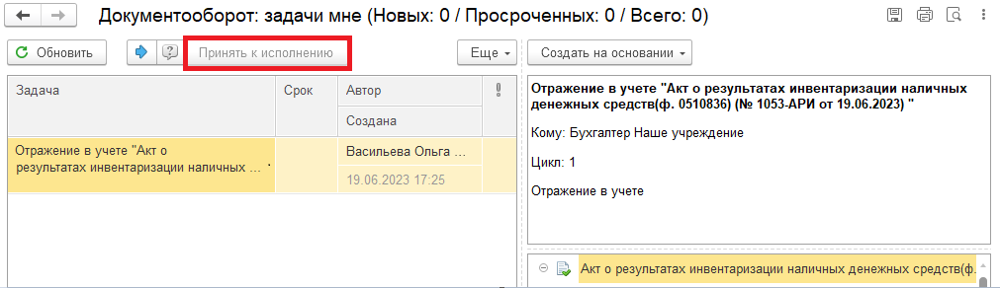 Документооборот: задачи мне (Новых: 0 / Просроченных: 0 / Всего: 0)
Обновить
Принять к исполнению
Еще
Создать на основании
Задача
Срок
Автор
Создана
Отражение в учете "Акт о
результатах инвентаризации наличных ...
Васильева Ольга ...
19.06.2023 17:25
Отражение в учете "Акт о результатах инвентаризации наличных
денежных средств(ф. 0510836) (№ 1053-АРИ от 19.06.2023) "
Кому: Бухгалтер Наше учреждение
Цикл: 1
Отражение в учете
Акт о результатах инвентаризации наличных денежных средств(ф.